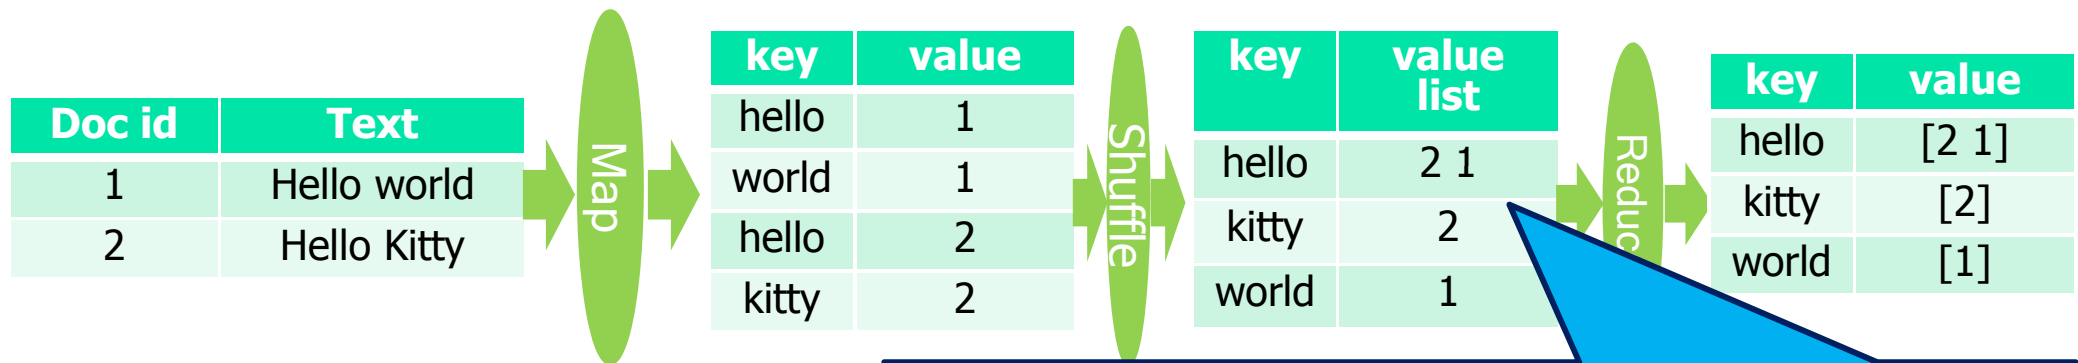 Doc id Text
1 Hello world
2 Hello Kitty
Map
key value
hello 1
world 1
hello 2
kitty 2
Shuffle
key value list
hello 2 1
kitty 2
world 1
Reduc
key value
hello [2 1]
kitty [2]
world [1]